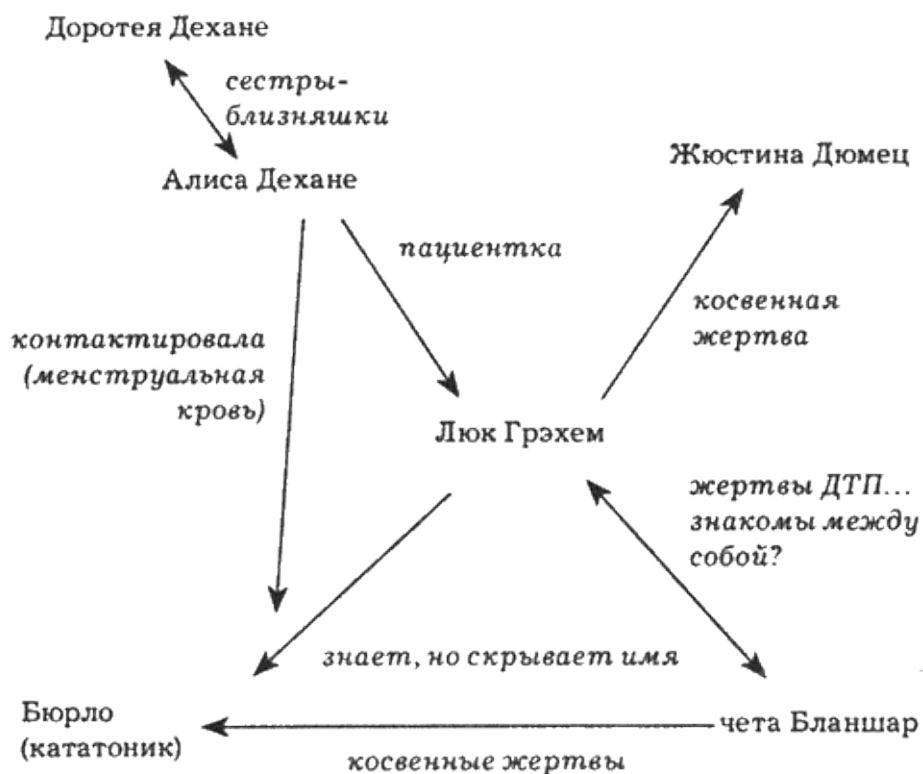 Доротея Дехане
сестры-
близняшки
Алиса Дехане
Жюстина Дюмец
пациентка
косвенная
жертва
контактировала
(менструальная
кровь)
Люк Грэхем
жертвы ДТП...
знакомы между
собой?
знает, но скрывает имя
Бюрло
(кататоник)
чета Бланшар
косвенные жертвы